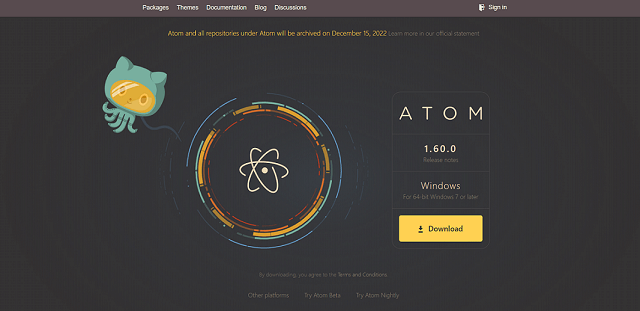 Packages Themes Documentation Blog Discussions Sign in
Atom and all repositories under Atom will be archived on December 15, 2022 Learn more in our official statement
ATOM
1.60.0
Release notes
Windows
For 64-bit Windows 7 or later
Download
By downloading, you agree to the Terms and Conditions.
Other platforms Try Atom Beta Try Atom Nightly